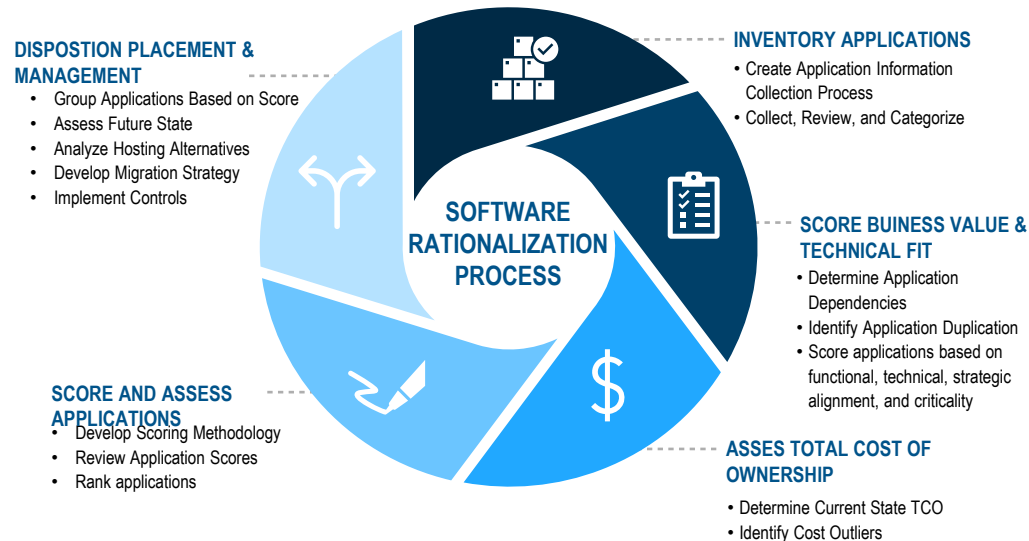 SOFTWARE
RATIONALIZATION
PROCESS
INVENTORY APPLICATIONS
• Create Application Information
Collection Process
• Collect, Review, and Categorize
SCORE BUINESS VALUE &
TECHNICAL FIT
• Determine Application
Dependencies
• Identify Application Duplication
• Score applications based on
functional, technical, strategic
alignment, and criticality
ASSES TOTAL COST OF
OWNERSHIP
• Determine Current State TCO
• Identify Cost Outliers
SCORE AND ASSESS
APPLICATIONS
• Develop Scoring Methodology
• Review Application Scores
• Rank applications
DISPOSTION PLACEMENT &
MANAGEMENT
• Group Applications Based on Score
• Assess Future State
• Analyze Hosting Alternatives
• Develop Migration Strategy
• Implement Controls